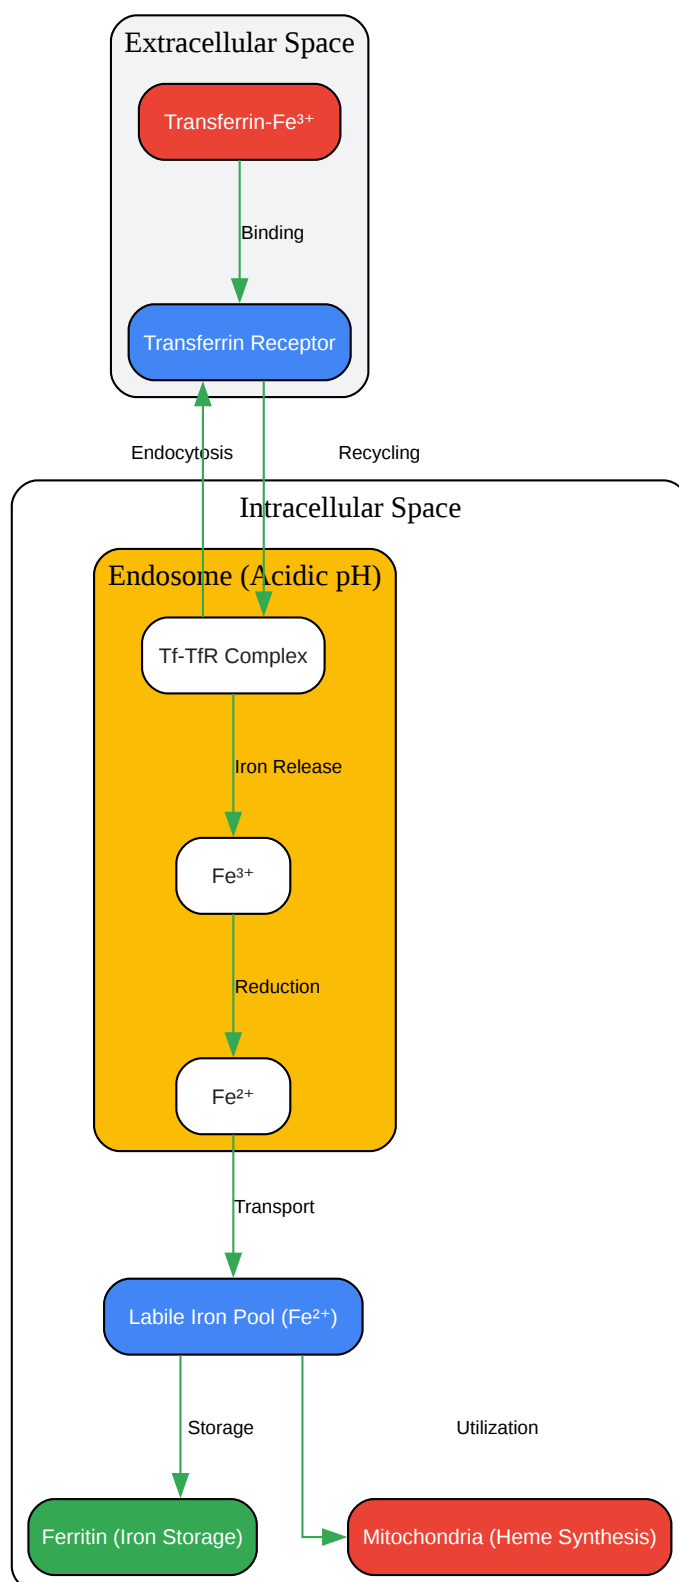 Extracellular Space
Transferrin-Fe³⁺
Binding
Transferrin Receptor
Endocytosis
Recycling
Intracellular Space
Endosome (Acidic pH)
Tf-TfR Complex
Iron Release
Fe³⁺
Reduction
Fe²⁺
Transport
Labile Iron Pool (Fe²⁺)
Storage
Utilization
Ferritin (Iron Storage)
Mitochondria (Heme Synthesis)